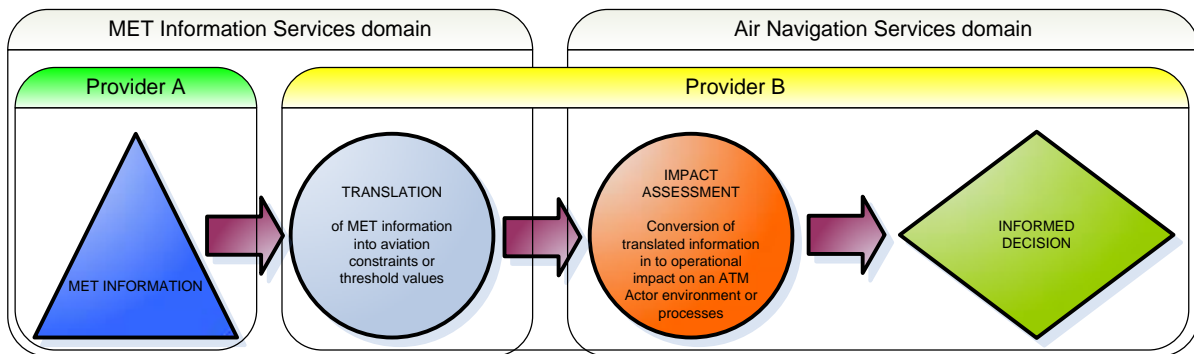 MET Information Services domain
Air Navigation Services domain
Provider A
Provider B
MET INFORMATION
TRANSLATION
of MET information
into aviation
constraints or
threshold values
IMPACT
ASSESSMENT
Conversion of
translated information
in to operational
impact on an ATM
Actor environment or
processes
INFORMED
DECISION